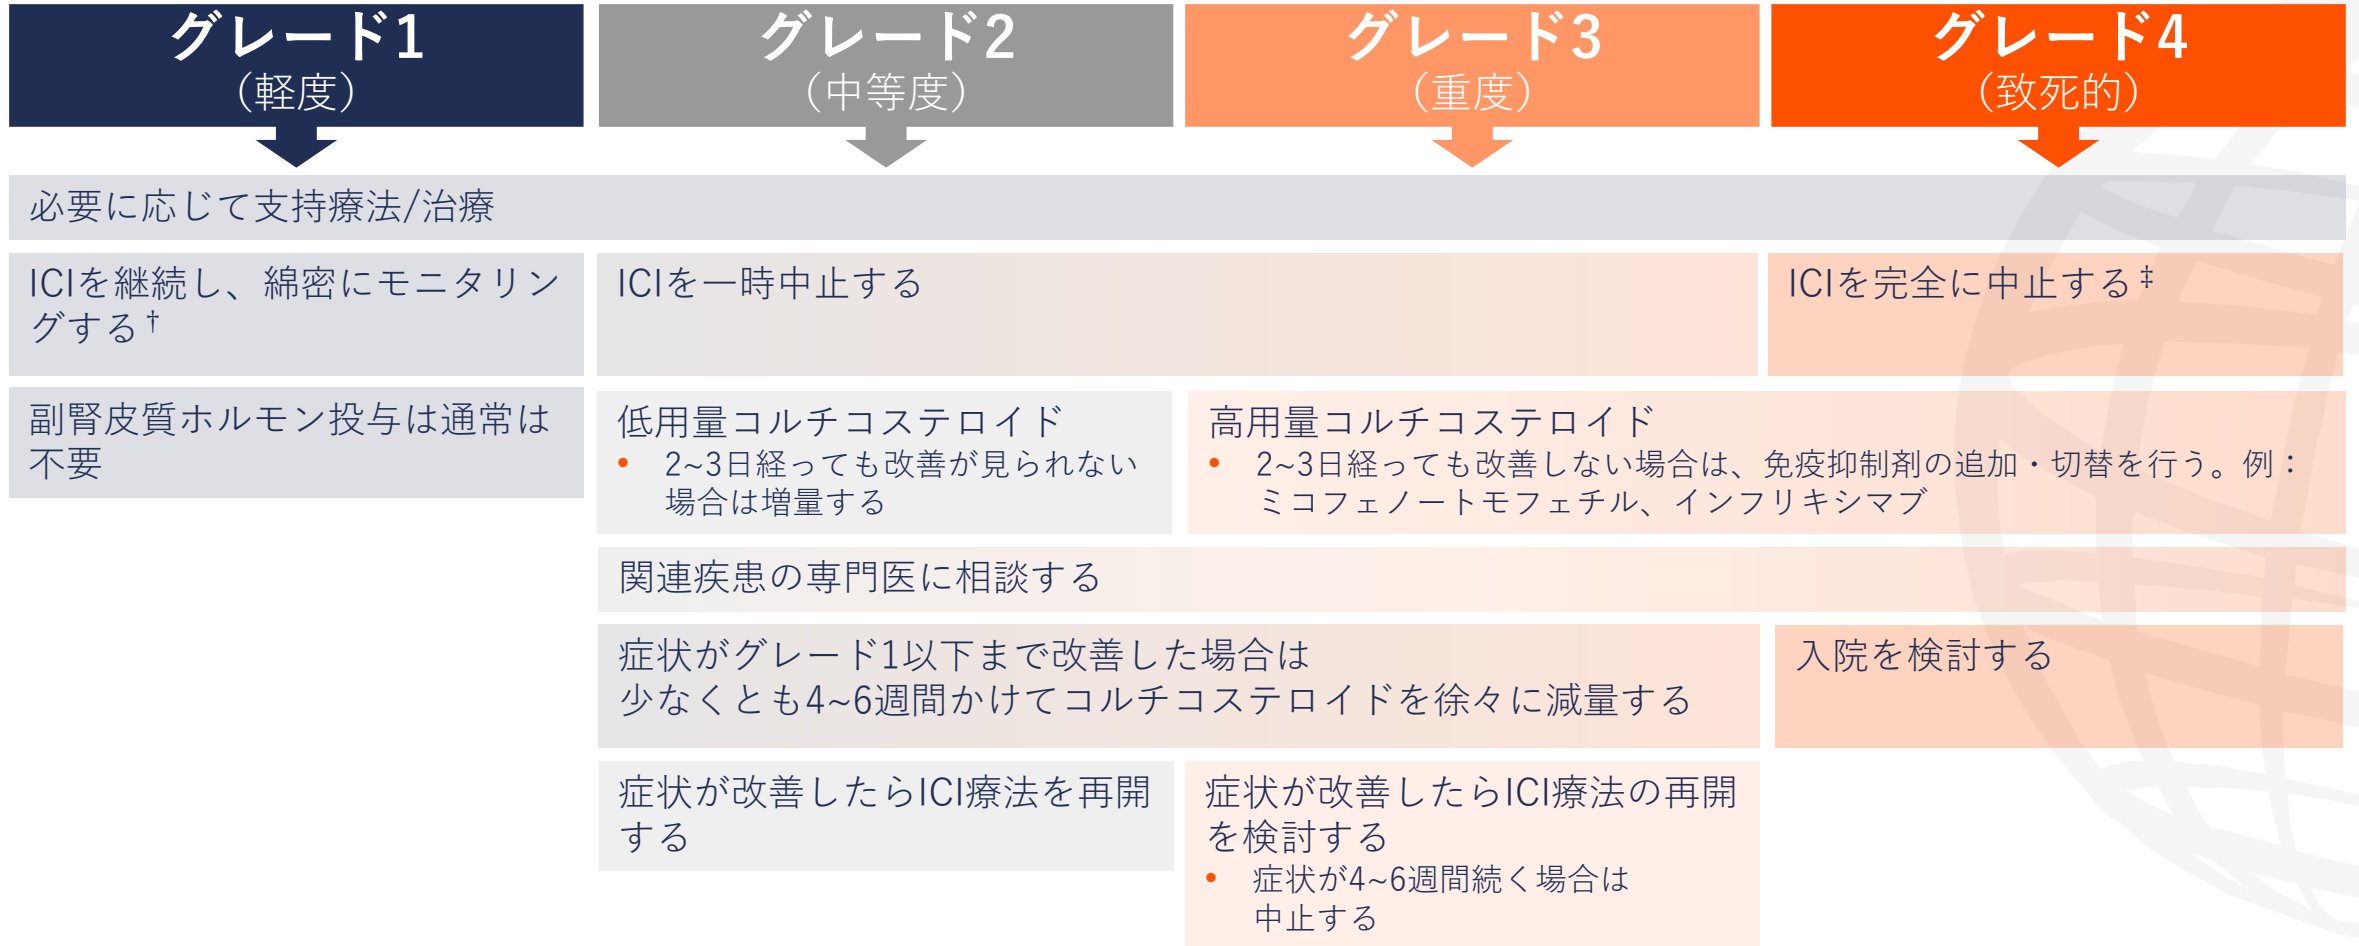 グレード1
（軽度）
グレード2
（中等度）
グレード3
（重度）
グレード4
（致死的）
必要に応じて支持療法/治療
ICIを継続し、綿密にモニタリン
グする†
ICIを一時中止する
ICIを完全に中止する‡
副腎皮質ホルモン投与は通常は
不要
低用量コルチコステロイド
• 2~3日経っても改善が見られない
場合は増量する
高用量コルチコステロイド
• 2~3日経っても改善しない場合は、免疫抑制剤の追加・切替を行う。例：
ミコフェノートモフェチル、インフリキシマブ
関連疾患の専門医に相談する
症状がグレード1以下まで改善した場合は
少なくとも4~6週間かけてコルチコステロイドを徐々に減量する
入院を検討する
症状が改善したらICI療法を再開
する
症状が改善したらICI療法の再開
を検討する
• 症状が4~6週間続く場合は
中止する